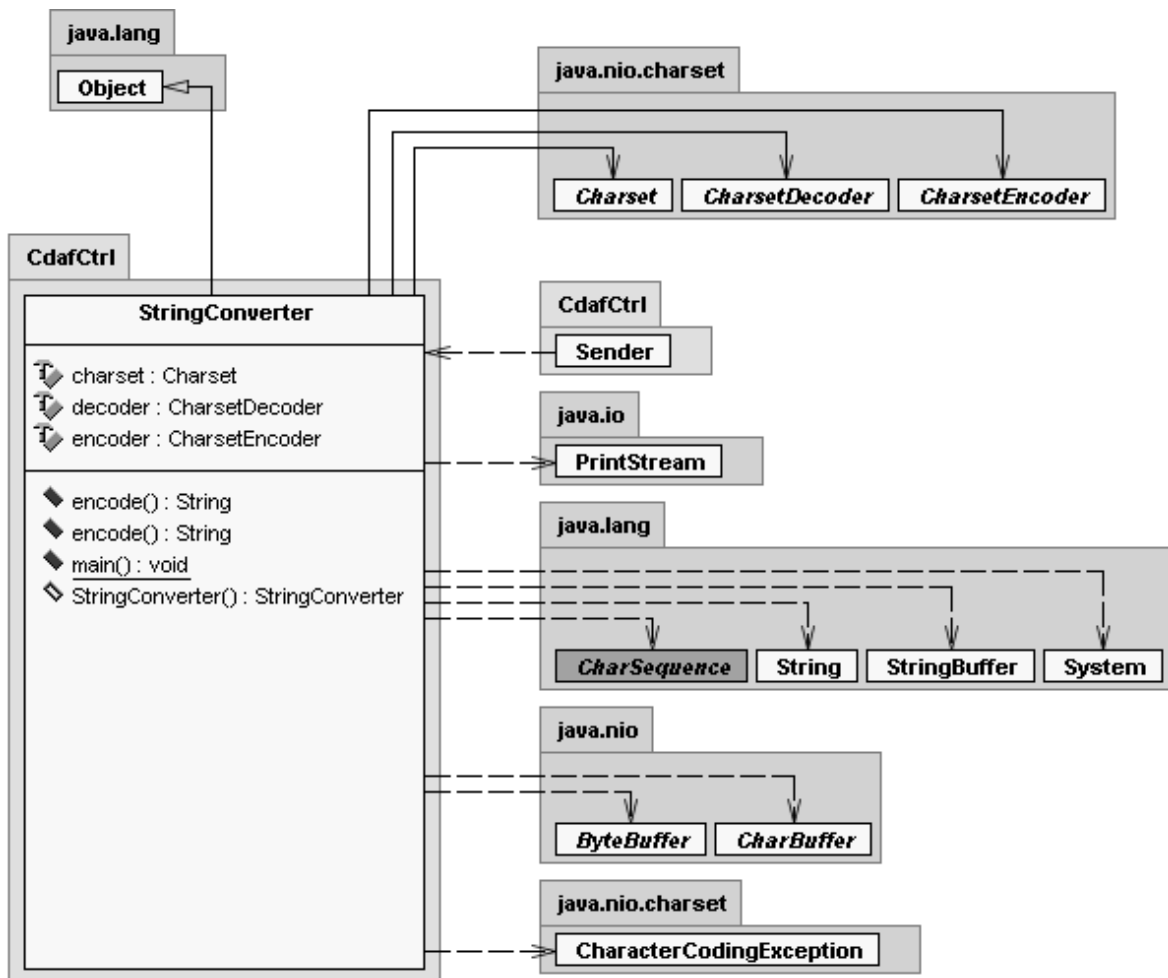 java.lang
Object
java.nio.charset
Charset CharsetDecoder CharsetEncoder
CdafCtrl
StringConverter
charset : Charset
decoder : CharsetDecoder
encoder : CharsetEncoder
encode() : String
encode() : String
main() : void
StringConverter() : StringConverter
CdafCtrl
Sender
java.io
PrintStream
java.lang
CharSequence String StringBuffer System
java.nio
ByteBuffer CharBuffer
java.nio.charset
CharacterCodingException